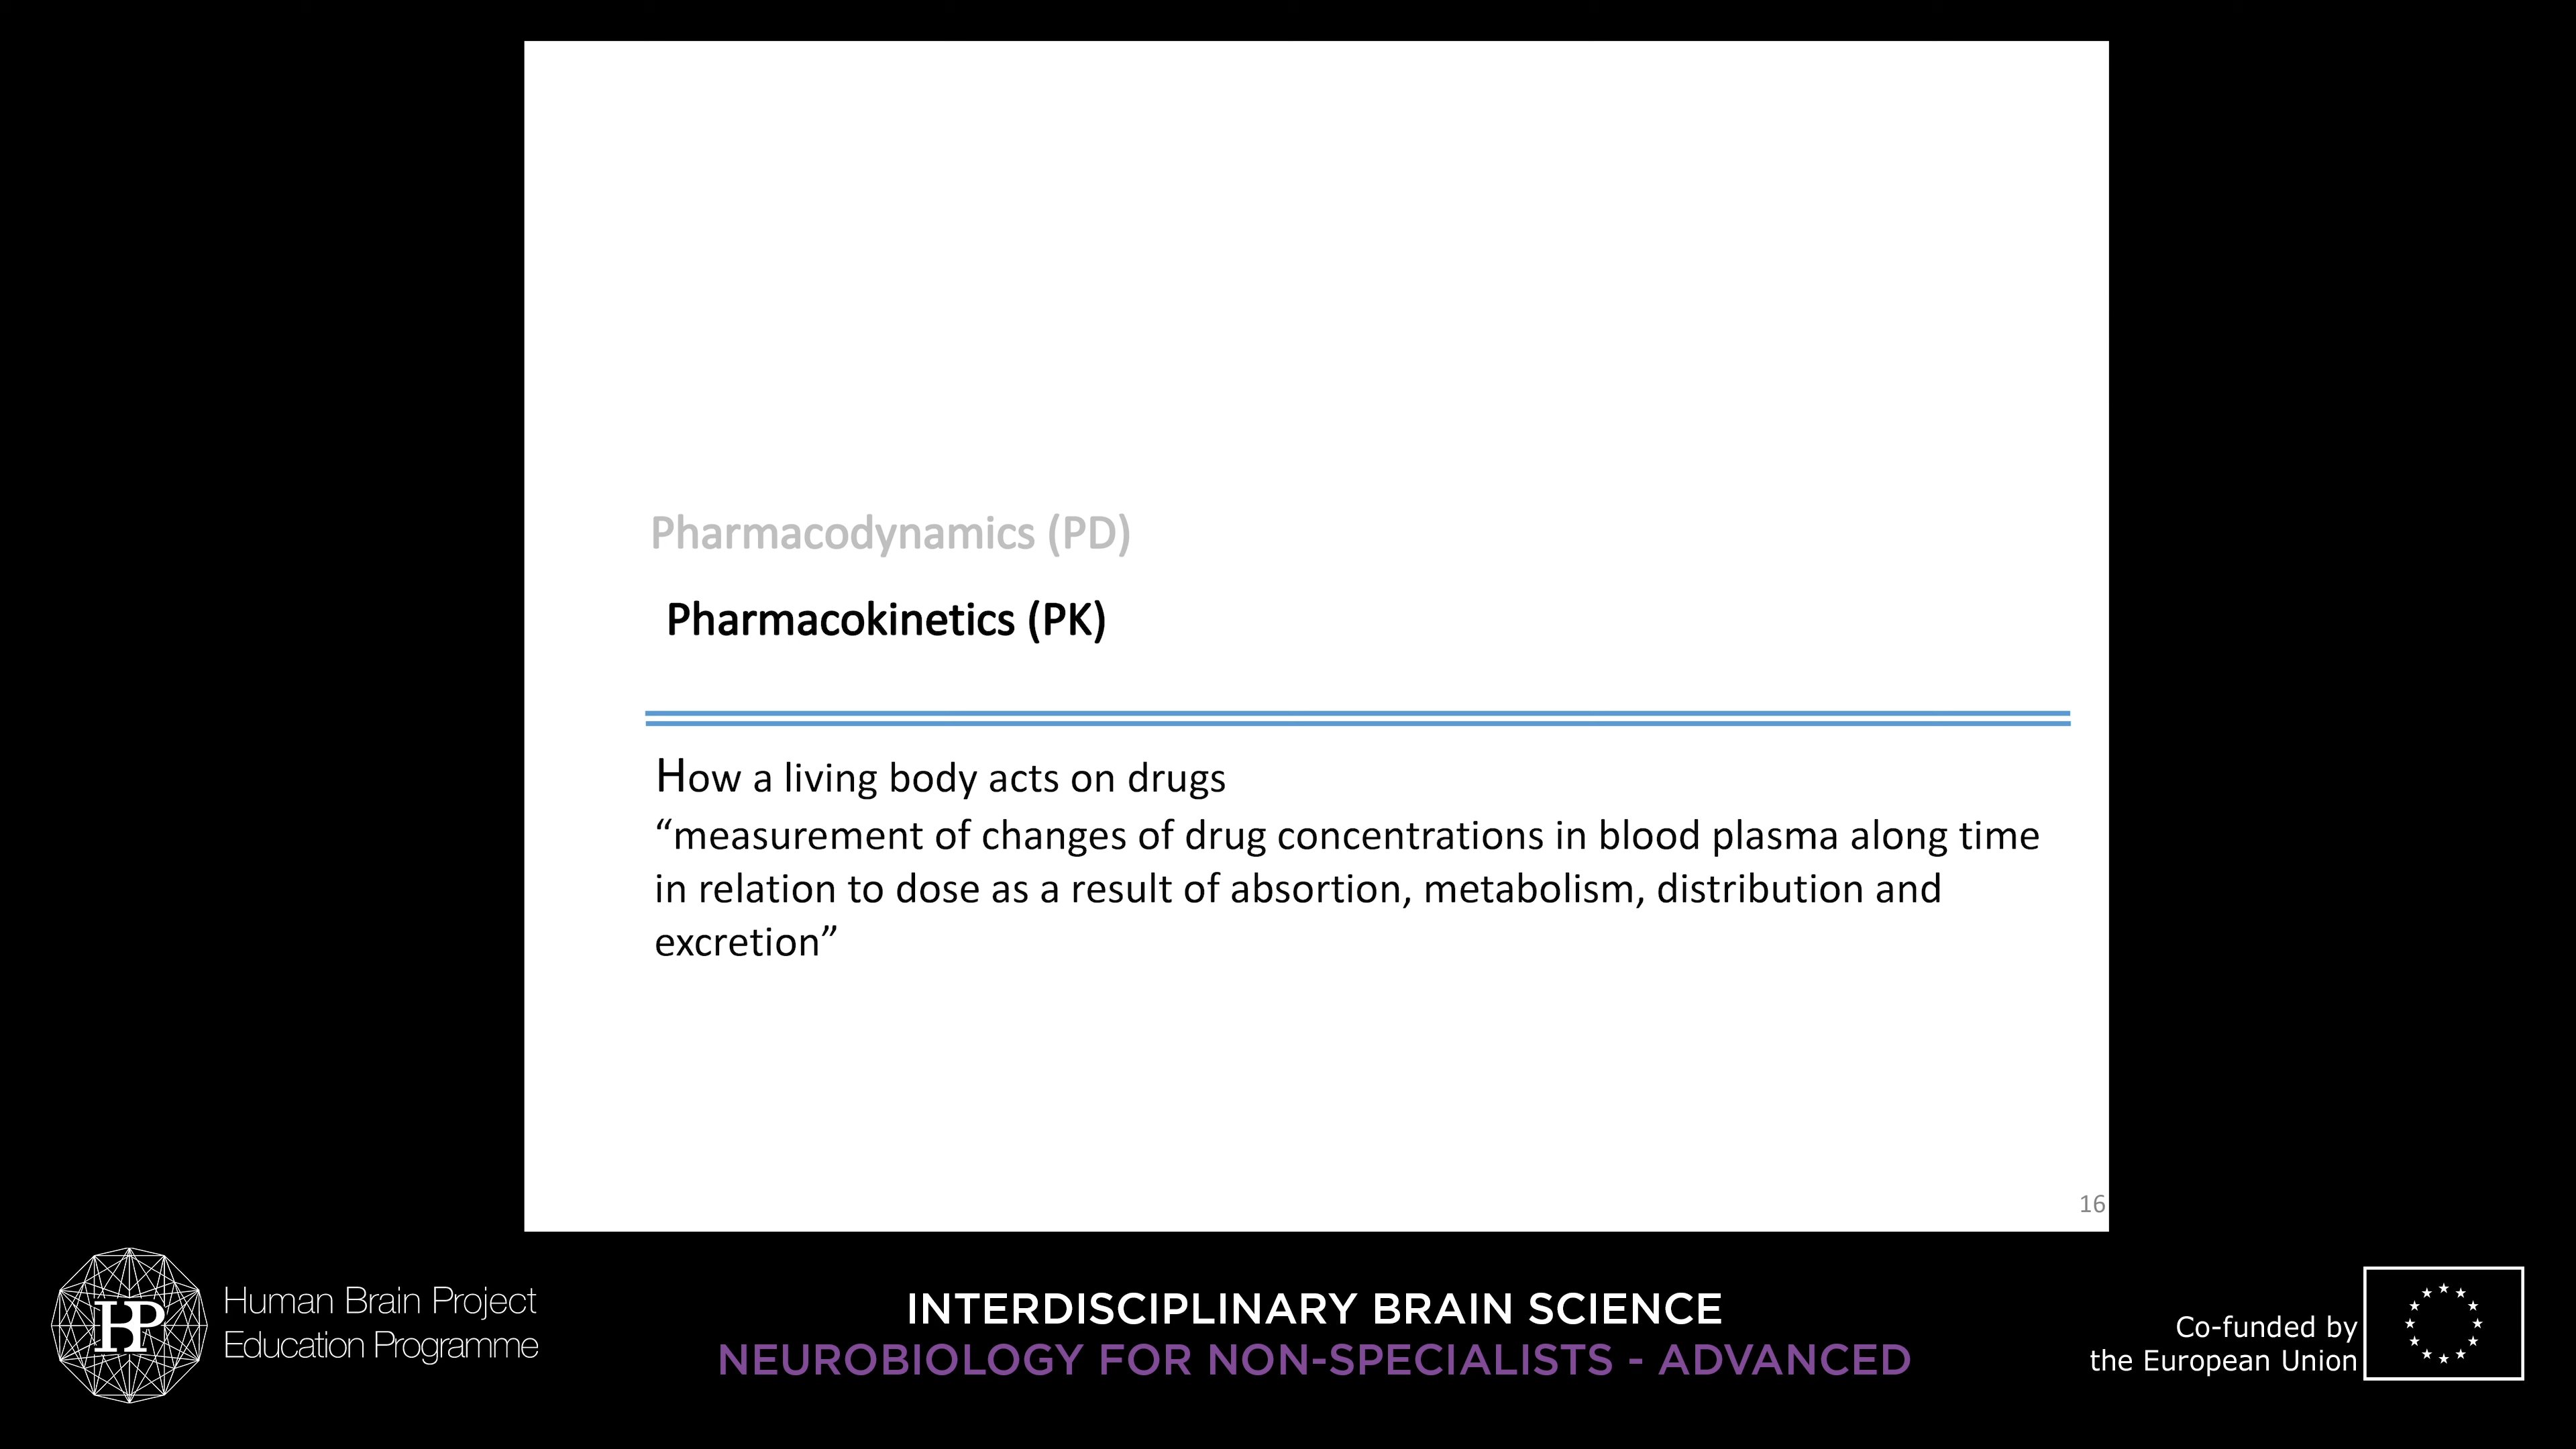 Pharmacodynamics (PD)
Pharmacokinetics (PK)
How a living body acts on drugs
“measurement of changes of drug concentrations in blood plasma along time
in relation to dose as a result of absortion, metabolism, distribution and
excretion”
16
HBP
Human Brain Project
Education Programme
INTERDISCIPLINARY BRAIN SCIENCE
NEUROBIOLOGY FOR NON-SPECIALISTS - ADVANCED
Co-funded by
the European Union